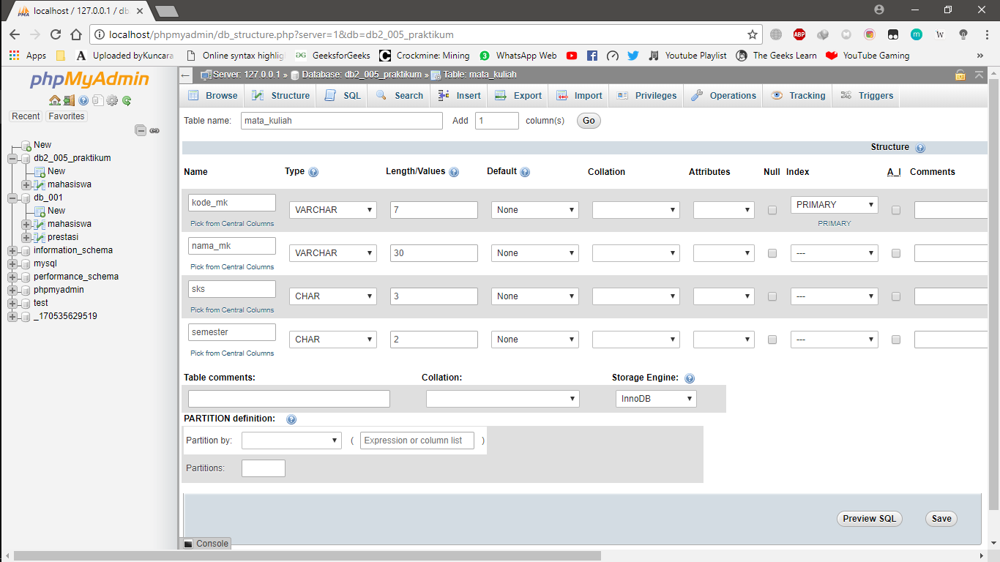 localhost / 127.0.0.1 / db
localhost/phpmyadmin/db_structure.php?server=1&db=db2_005_praktikum
Apps
Uploaded byKuncara
Online syntax highlig
GeeksforGeeks
Crockmine: Mining
WhatsApp Web
Youtube Playlist
The Geeks Learn
YouTube Gaming
phpMyAdmin
Recent
Favorites
New
db2_005_praktikum
New
mahasiswa
db_001
New
mahasiswa
prestasi
information_schema
mysql
performance_schema
phpmyadmin
test
_170535629519
Server: 127.0.0.1 » Database: db2_005_praktikum » Table: mata_kuliah
Browse Structure SQL Search Insert Export Import Privileges Operations Tracking Triggers
Table name: mata_kuliah Add 1 column(s) Go
Structure
Name Type Length/Values Default Collation Attributes Null Index A_I Comments
kode_mk VARCHAR 7 None PRIMARY
Pick from Central Columns PRIMARY
nama_mk VARCHAR 30 None ---
Pick from Central Columns
sks CHAR 3 None ---
Pick from Central Columns
semester CHAR 2 None ---
Pick from Central Columns
Table comments: Collation: Storage Engine:
InnoDB
PARTITION definition:
Partition by: ( Expression or column list )
Partitions:
Preview SQL Save
Console